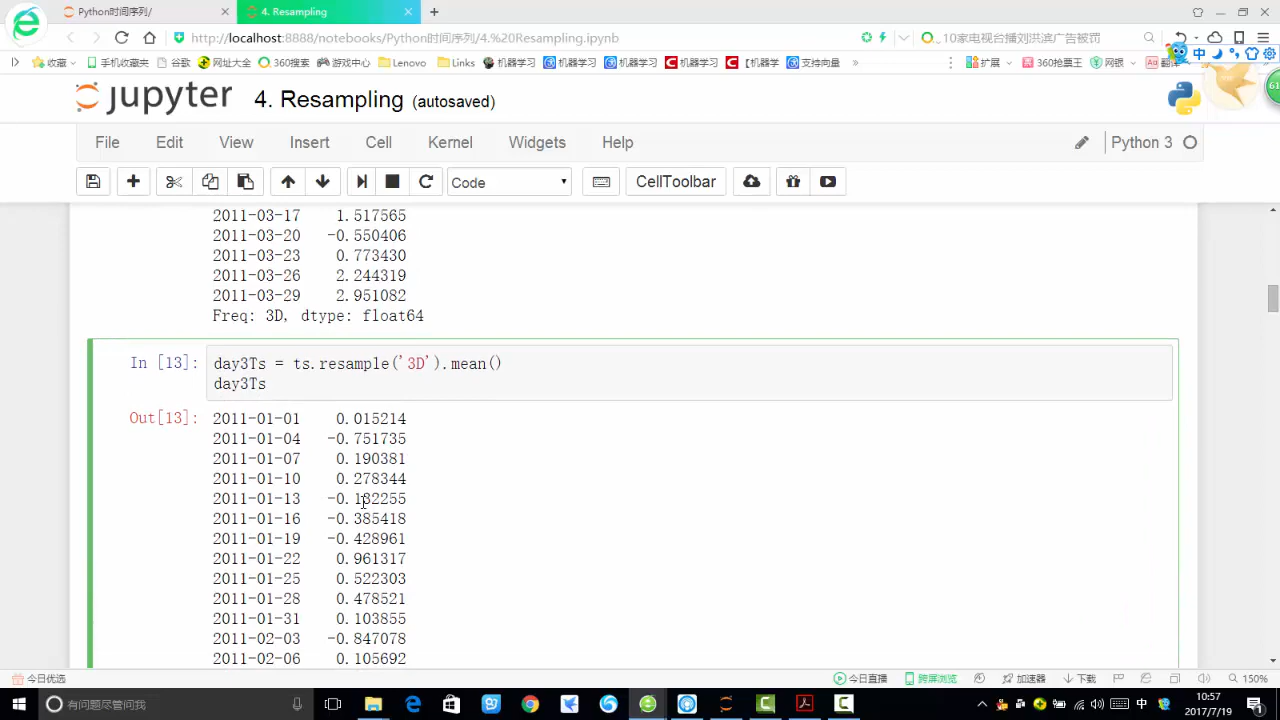 Python时间序列/
4. Resampling
http://localhost:8888/notebooks/Python时间序列/4.%20Resampling.ipynb
10家电视台播刘洪滨广告被罚
中
收藏 手机收藏夹 谷歌 网址大全 360搜索 游戏中心 Lenovo Links 机器学习 机器学习 机器学习 机器学习 【机器学 支持向量 » 扩展 360抢票王 网银 翻译
61
jupyter 4. Resampling (autosaved)
File Edit View Insert Cell Kernel Widgets Help Python 3
Code CellToolbar
2011-03-17 1.517565
2011-03-20 -0.550406
2011-03-23 0.773430
2011-03-26 2.244319
2011-03-29 2.951082
Freq: 3D, dtype: float64
In [13]: day3Ts = ts.resample('3D').mean()
day3Ts
Out[13]: 2011-01-01 0.015214
2011-01-04 -0.751735
2011-01-07 0.190381
2011-01-10 0.278344
2011-01-13 -0.132255
2011-01-16 -0.385418
2011-01-19 -0.428961
2011-01-22 0.961317
2011-01-25 0.522303
2011-01-28 0.478521
2011-01-31 0.103855
2011-02-03 -0.847078
2011-02-06 0.105692
今日优选 今日直播 跨屏浏览 加速器 下载 150%
有问题尽管问我
中
10:57
2017/7/19